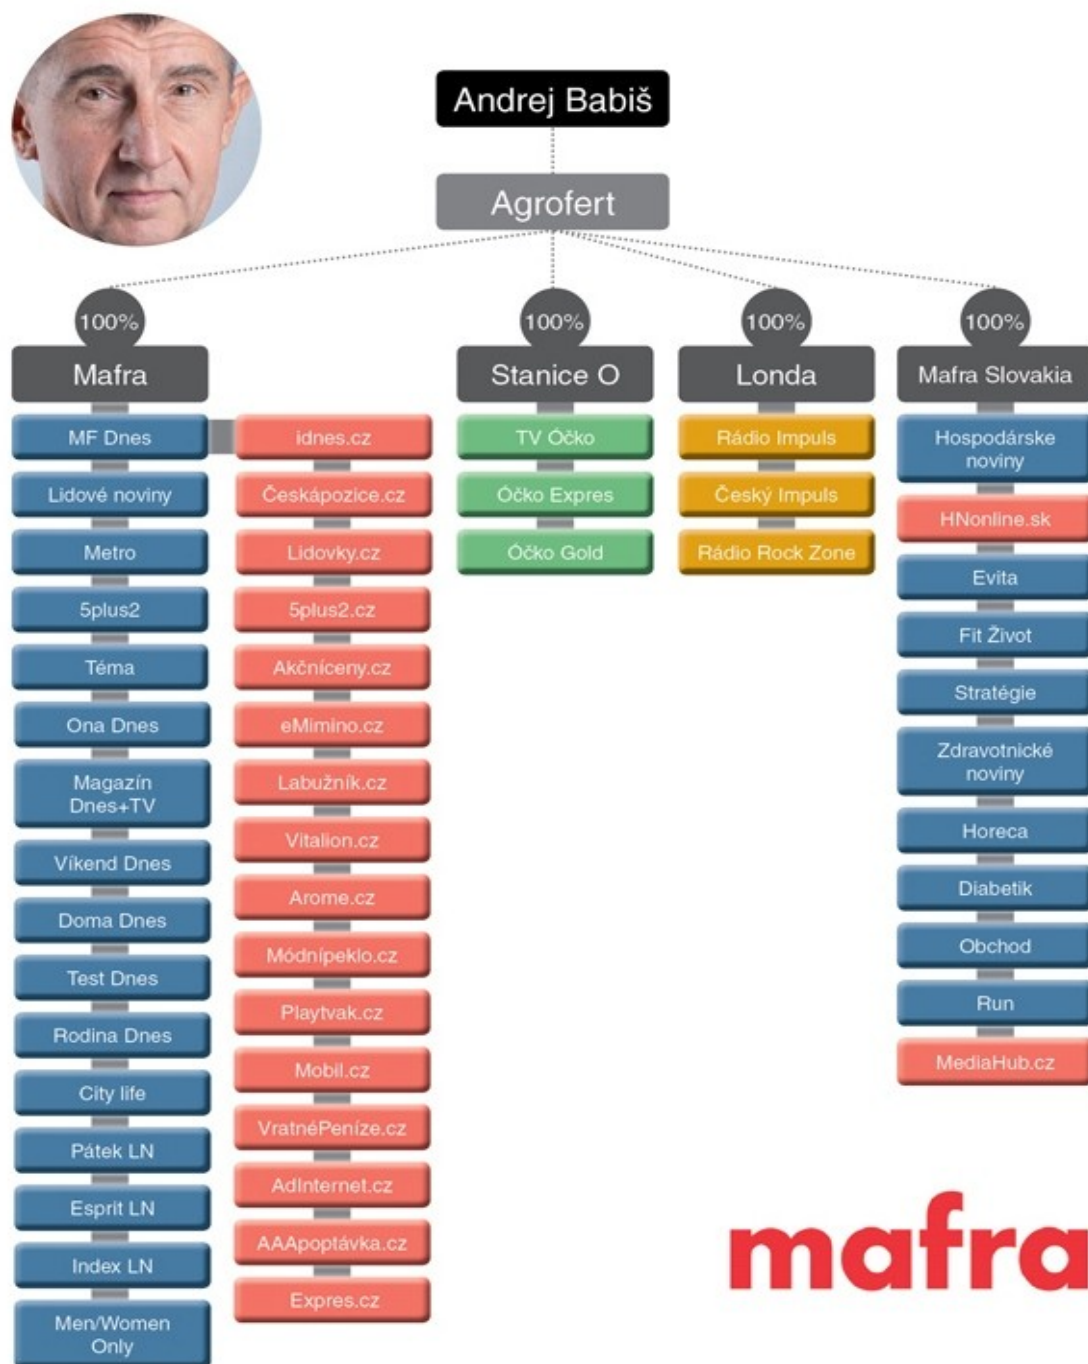 Andrej Babiš
Agrofert
100%
Mafra
MF Dnes
Lidové noviny
Metro
5plus2
Téma
Ona Dnes
Magazín
Dnes+TV
Víkend Dnes
Doma Dnes
Test Dnes
Rodina Dnes
City life
Pátek LN
Esprit LN
Index LN
Men/Women
Only
idnes.cz
Českápozice.cz
Lidovky.cz
5plus2.cz
Akčníceny.cz
eMimino.cz
Labužník.cz
Vitalion.cz
Arome.cz
Módnípeklo.cz
Playtvak.cz
Mobil.cz
VratnéPeníze.cz
AdInternet.cz
AAApoptávka.cz
Expres.cz
100%
Stanice O
TV Óčko
Óčko Expres
Óčko Gold
100%
Londa
Rádio Impuls
Český Impuls
Rádio Rock Zone
100%
Mafra Slovakia
Hospodárske
noviny
HNonline.sk
Evita
Fit Život
Stratégie
Zdravotnické
noviny
Horeca
Diabetik
Obchod
Run
MediaHub.cz
mafra